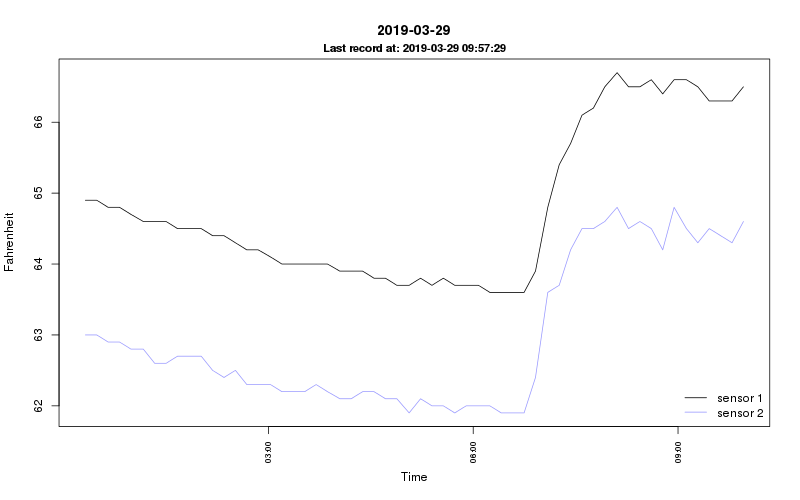 2019-03-29
Last record at: 2019-03-29 09:57:29
Fahrenheit
66
65
64
63
62
sensor 1
sensor 2
03:00
06:00
09:00
Time